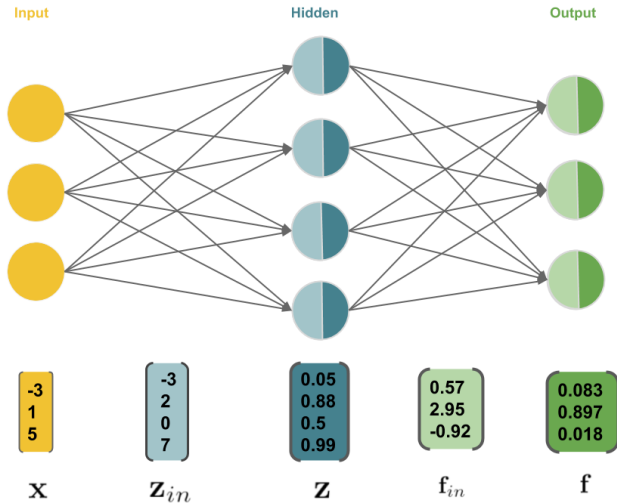 Input Hidden Output
-3 -3 0.05 0.57 0.083
1 2 0.88 2.95 0.897
5 0 0.5 -0.92 0.018
7 0.99
x z_in z f_in f